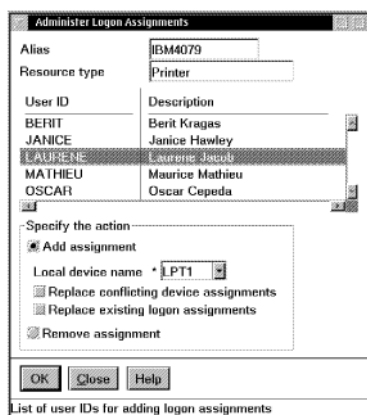 Administer Logon Assignments
Alias IBM4079
Resource type Printer
User ID Description
BERIT Berit Kragas
JANICE Janice Hawley
LAURENE Laurene Jacob
MATHIEU Maurice Mathieu
OSCAR Oscar Cepeda
Specify the action
Add assignment
Local device name * LPT1
Replace conflicting device assignments
Replace existing logon assignments
Remove assignment
OK Close Help
List of user IDs for adding logon assignments